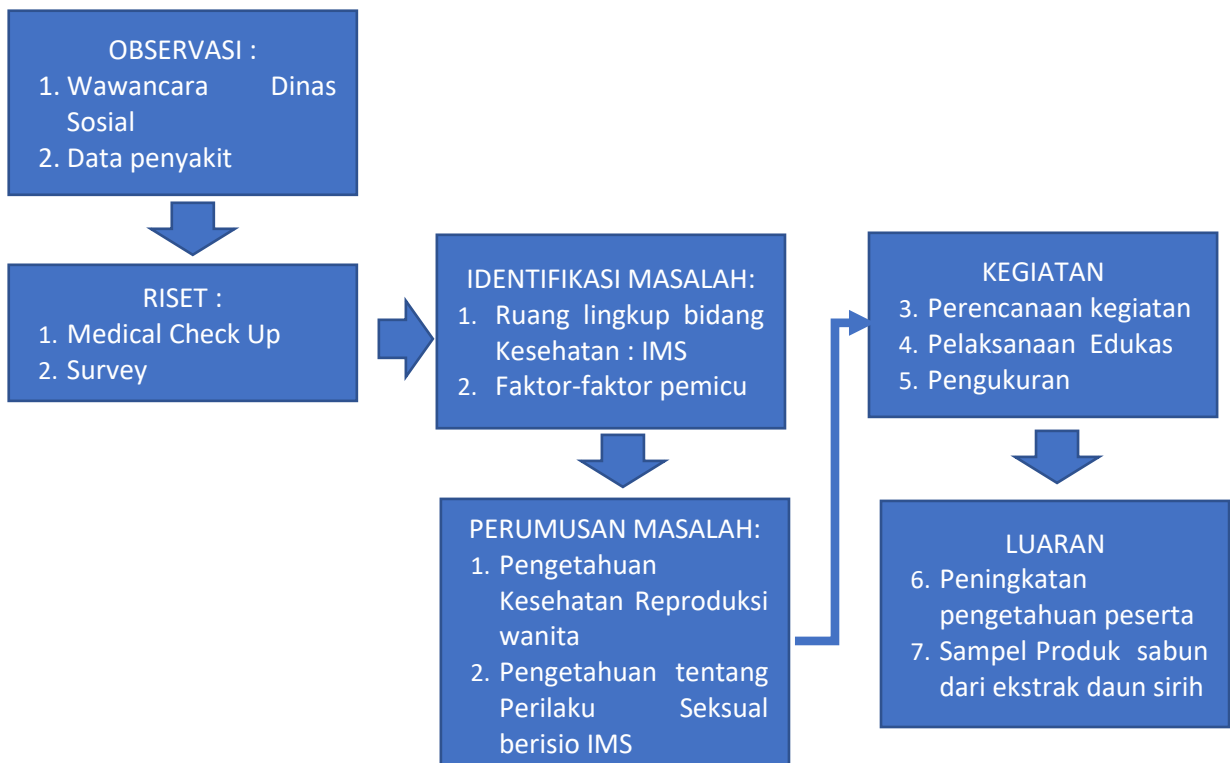 OBSERVASI :
1. Wawancara Dinas
Sosial
2. Data penyakit
RISET :
1. Medical Check Up
2. Survey
IDENTIFIKASI MASALAH:
1. Ruang lingkup bidang
Kesehatan : IMS
2. Faktor-faktor pemicu
PERUMUSAN MASALAH:
1. Pengetahuan
Kesehatan Reproduksi
wanita
2. Pengetahuan tentang
Perilaku Seksual
berisio IMS
KEGIATAN
3. Perencanaan kegiatan
4. Pelaksanaan Edukas
5. Pengukuran
LUARAN
6. Peningkatan
pengetahuan peserta
7. Sampel Produk sabun
dari ekstrak daun sirih